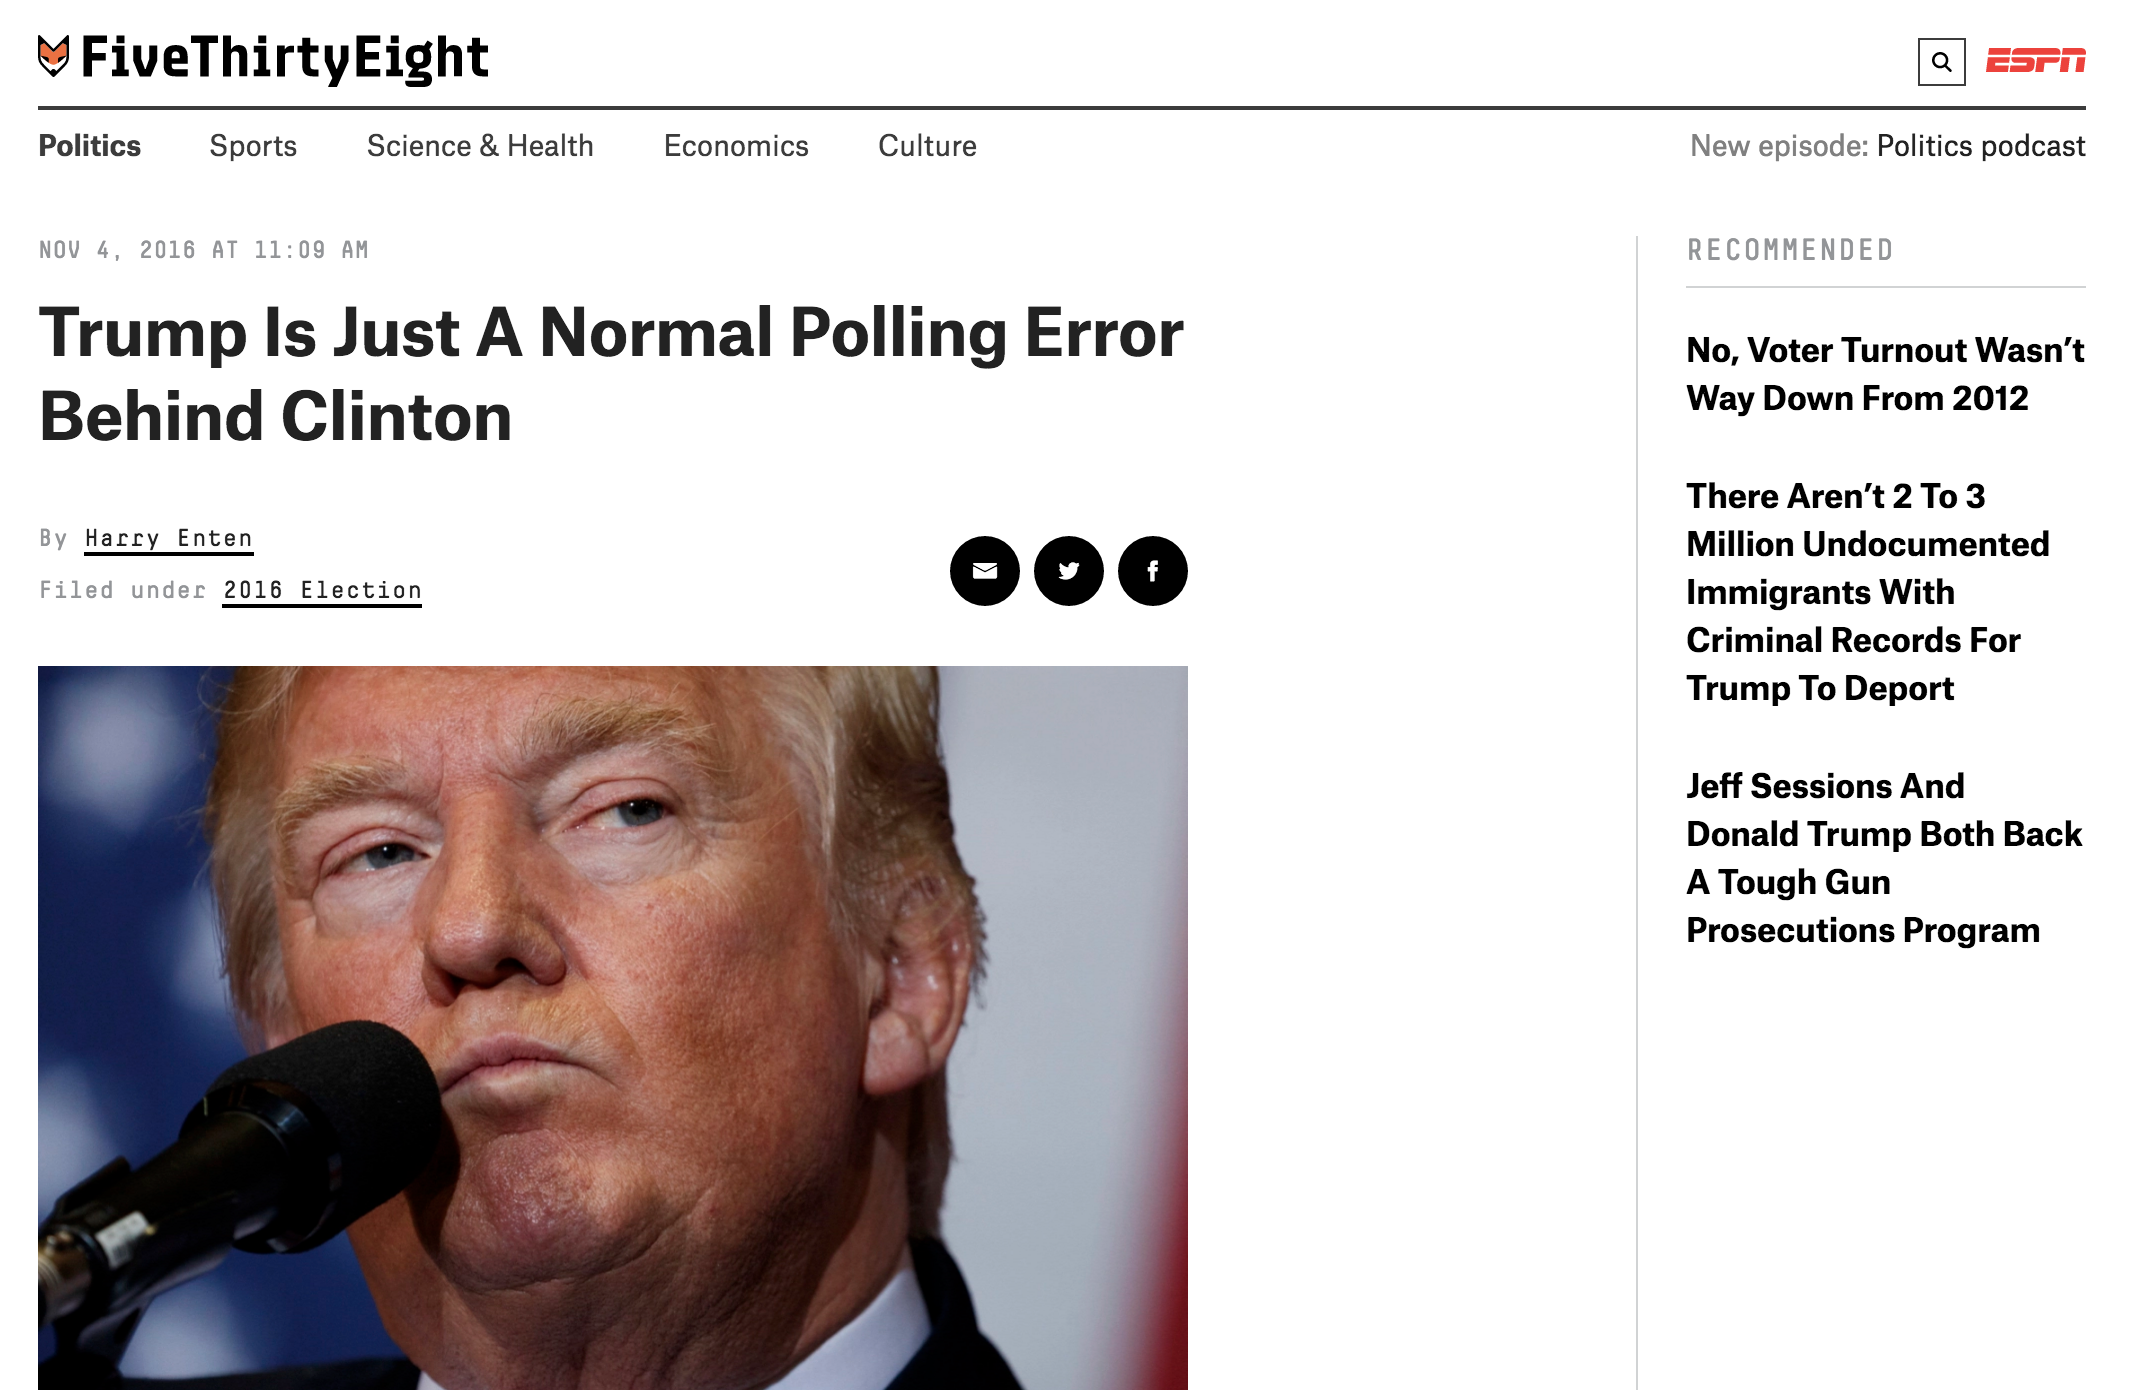 FiveThirtyEight
ESPN
Politics Sports Science & Health Economics Culture New episode: Politics podcast
NOV 4, 2016 AT 11:09 AM
Trump Is Just A Normal Polling Error
Behind Clinton
By Harry Enten
Filed under 2016 Election
RECOMMENDED
No, Voter Turnout Wasn’t
Way Down From 2012
There Aren’t 2 To 3
Million Undocumented
Immigrants With
Criminal Records For
Trump To Deport
Jeff Sessions And
Donald Trump Both Back
A Tough Gun
Prosecutions Program